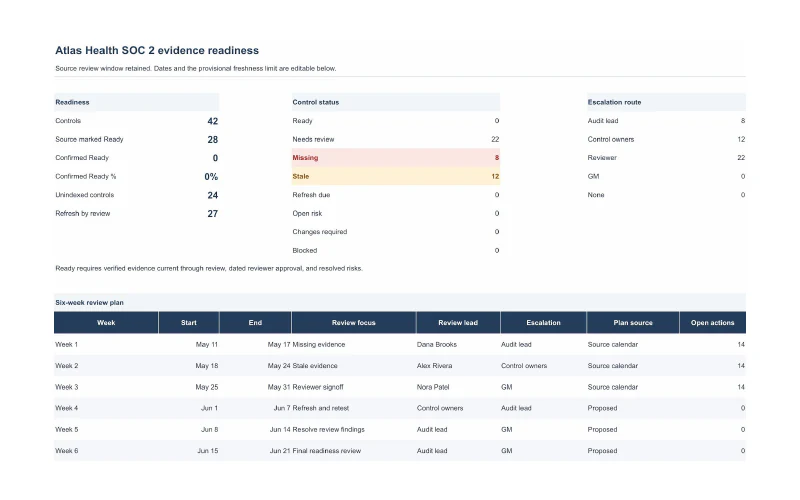 Atlas Health SOC 2 evidence readiness
Source review window retained. Dates and the provisional freshness limit are editable below.
Readiness
Controls 42
Source marked Ready 28
Confirmed Ready 0
Confirmed Ready % 0%
Unindexed controls 24
Refresh by review 27
Control status
Ready 0
Needs review 22
Missing 8
Stale 12
Refresh due 0
Open risk 0
Changes required 0
Blocked 0
Escalation route
Audit lead 8
Control owners 12
Reviewer 22
GM 0
None 0
Ready requires verified evidence current through review, dated reviewer approval, and resolved risks.
Six-week review plan
Week Start End Review focus Review lead Escalation Plan source Open actions
Week 1 May 11 May 17 Missing evidence Dana Brooks Audit lead Source calendar 14
Week 2 May 18 May 24 Stale evidence Alex Rivera Control owners Source calendar 14
Week 3 May 25 May 31 Reviewer signoff Nora Patel GM Source calendar 14
Week 4 Jun 1 Jun 7 Refresh and retest Control owners Audit lead Proposed 0
Week 5 Jun 8 Jun 14 Resolve review findings Audit lead GM Proposed 0
Week 6 Jun 15 Jun 21 Final readiness review Audit lead GM Proposed 0